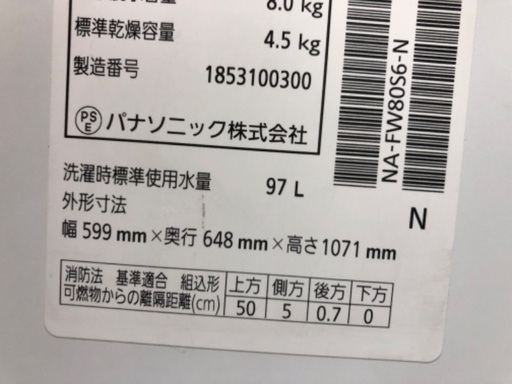 8.0 kg
標準乾燥容量 4.5 kg
製造番号 1853100300
PSE パナソニック株式会社
NA-FW80S6-N
N
洗濯時標準使用水量 97 L
外形寸法
幅 599 mm×奥行 648 mm×高さ 1071 mm
消防法 基準適合 組込形 上方 側方 後方 下方
可燃物からの離隔距離(cm) 50 5 0.7 0